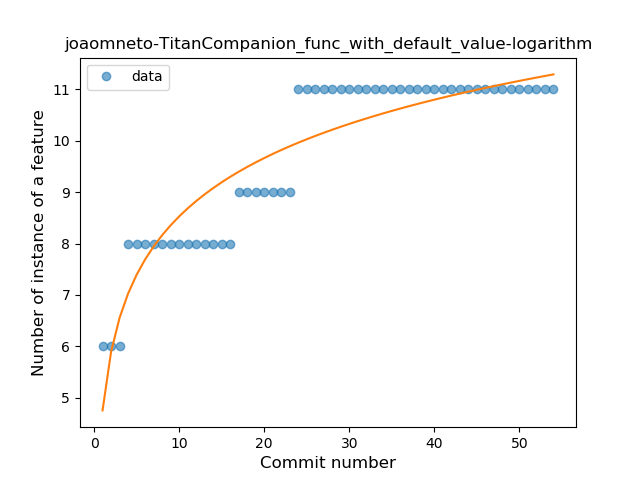 joaomneto-TitanCompanion_func_with_default_value-logarithm
data
Number of instance of a feature
11
10
9
8
7
6
5
0 10 20 30 40 50
Commit number